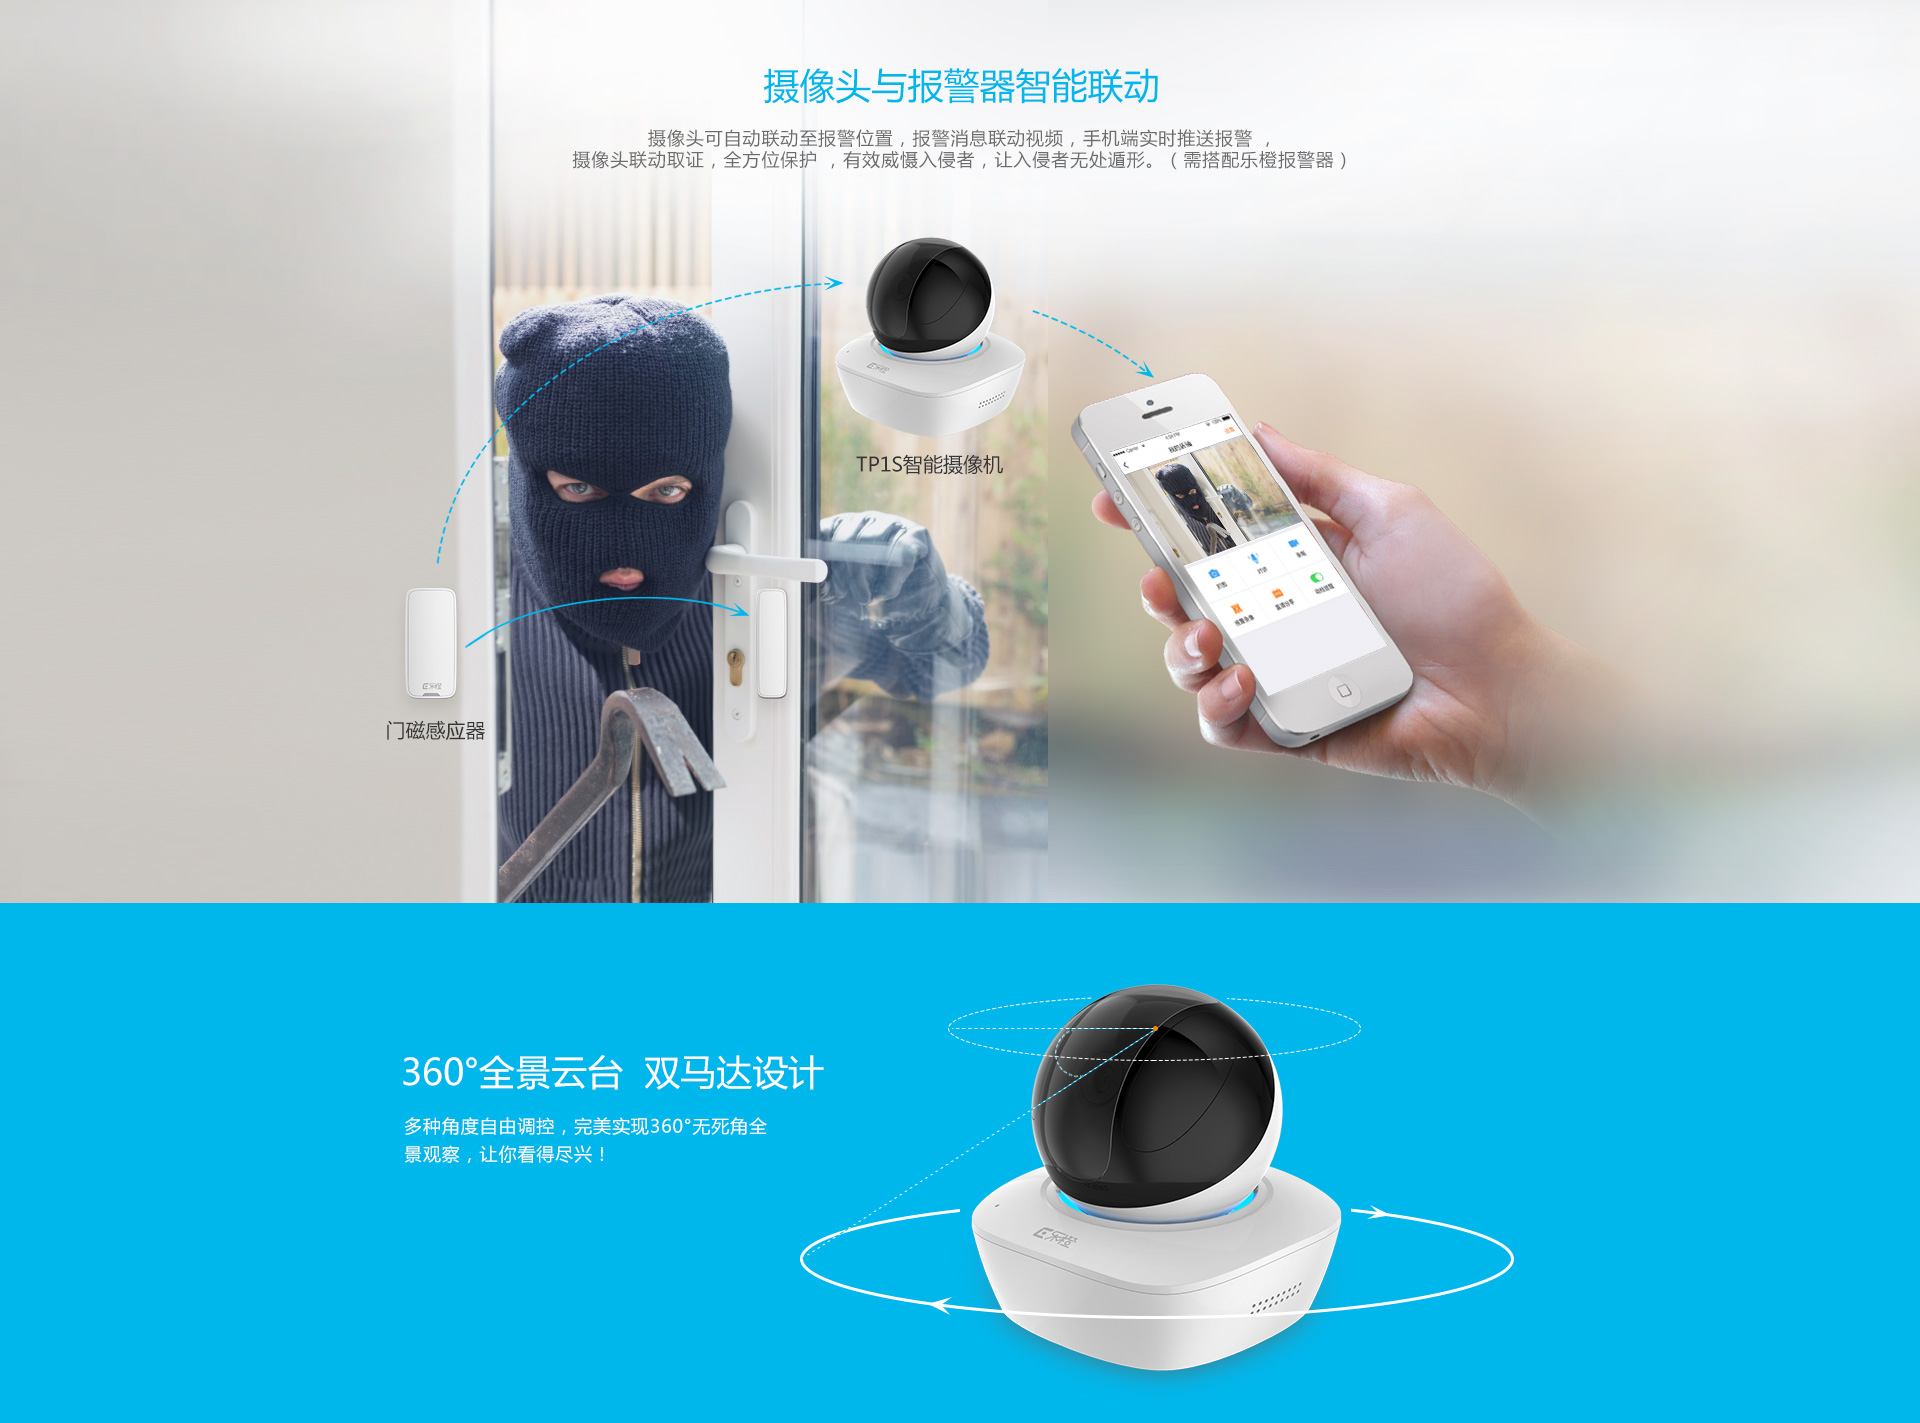 摄像头与报警器智能联动
摄像头可自动联动至报警位置，报警消息联动视频，手机端实时推送报警 ，
摄像头联动取证，全方位保护 ，有效威慑入侵者，让入侵者无处遁形。（需搭配乐橙报警器）
乐橙
TP1S智能摄像机
乐橙
门磁感应器
360°全景云台 双马达设计
多种角度自由调控，完美实现360°无死角全
景观察，让你看得尽兴！
乐橙